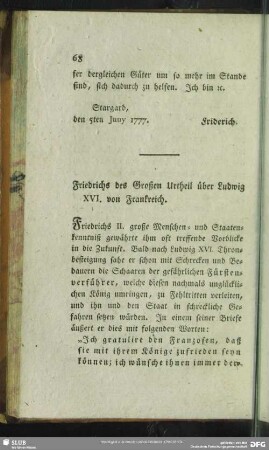 68
ser dergleichen Güter um so mehr im Stande
sind, sich dadurch zu helfen. Ich bin ꝛc.
Stargard,
den 5ten Juny 1777. Friderich.
Friedrichs des Großen Urtheil über Ludwig
XVI. von Frankreich.
Friedrichs II. große Menschen- und Staaten-
kenntniß gewährte ihm oft treffende Vorblicke
in die Zukunft. Bald nach Ludwig XVI. Thron-
besteigung sahe er schon mit Schrecken und Be-
dauern die Schaaren der gefährlichen Fürsten-
verführer, welche diesen nachmals unglückli-
chen König umringen, zu Fehltritten verleiten,
und ihn und den Staat in schreckliche Ge-
fahren setzen würden. In einem seiner Briefe
äußert er dies mit folgenden Worten:
„Ich gratulire den Franzosen, daß
sie mit ihrem Könige zufrieden seyn
können; ich wünsche ihnen immer der-
SLUB
DFG